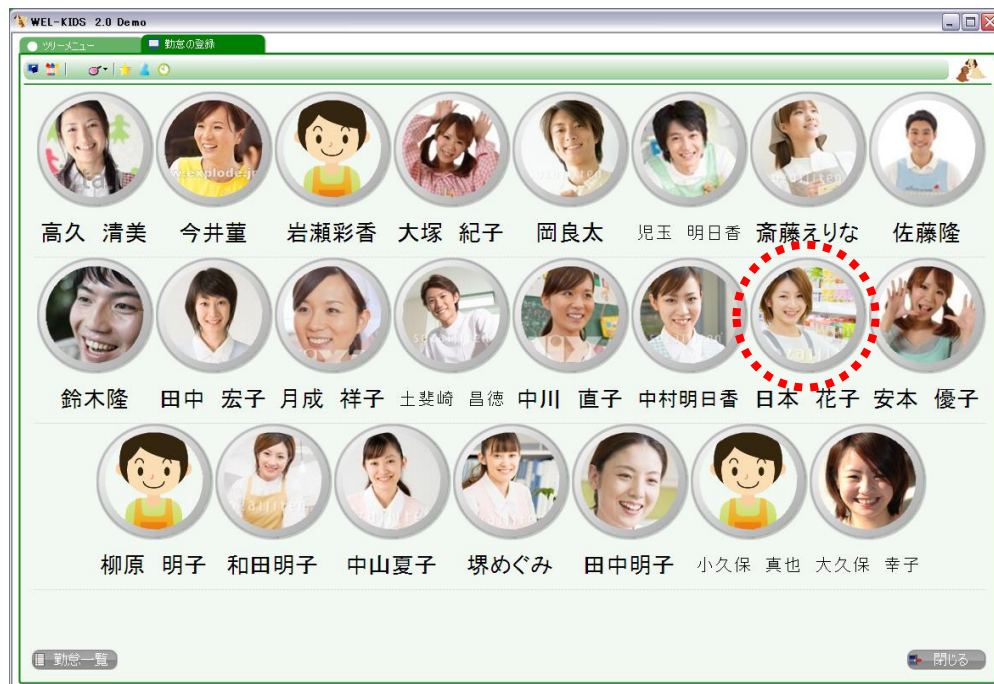 WEL-KIDS 2.0 Demo
ツリーメニュー 勤怠の登録
高久 清美 今井菫 岩瀬彩香 大塚 紀子 岡良太 児玉 明日香 斎藤えりな 佐藤隆
鈴木隆 田中 宏子 月成 祥子 土斐崎 昌徳 中川 直子 中村明日香 日本 花子 安本 優子
柳原 明子 和田明子 中山夏子 堺めぐみ 田中明子 小久保 真也 大久保 幸子
勤怠一覧 閉じる